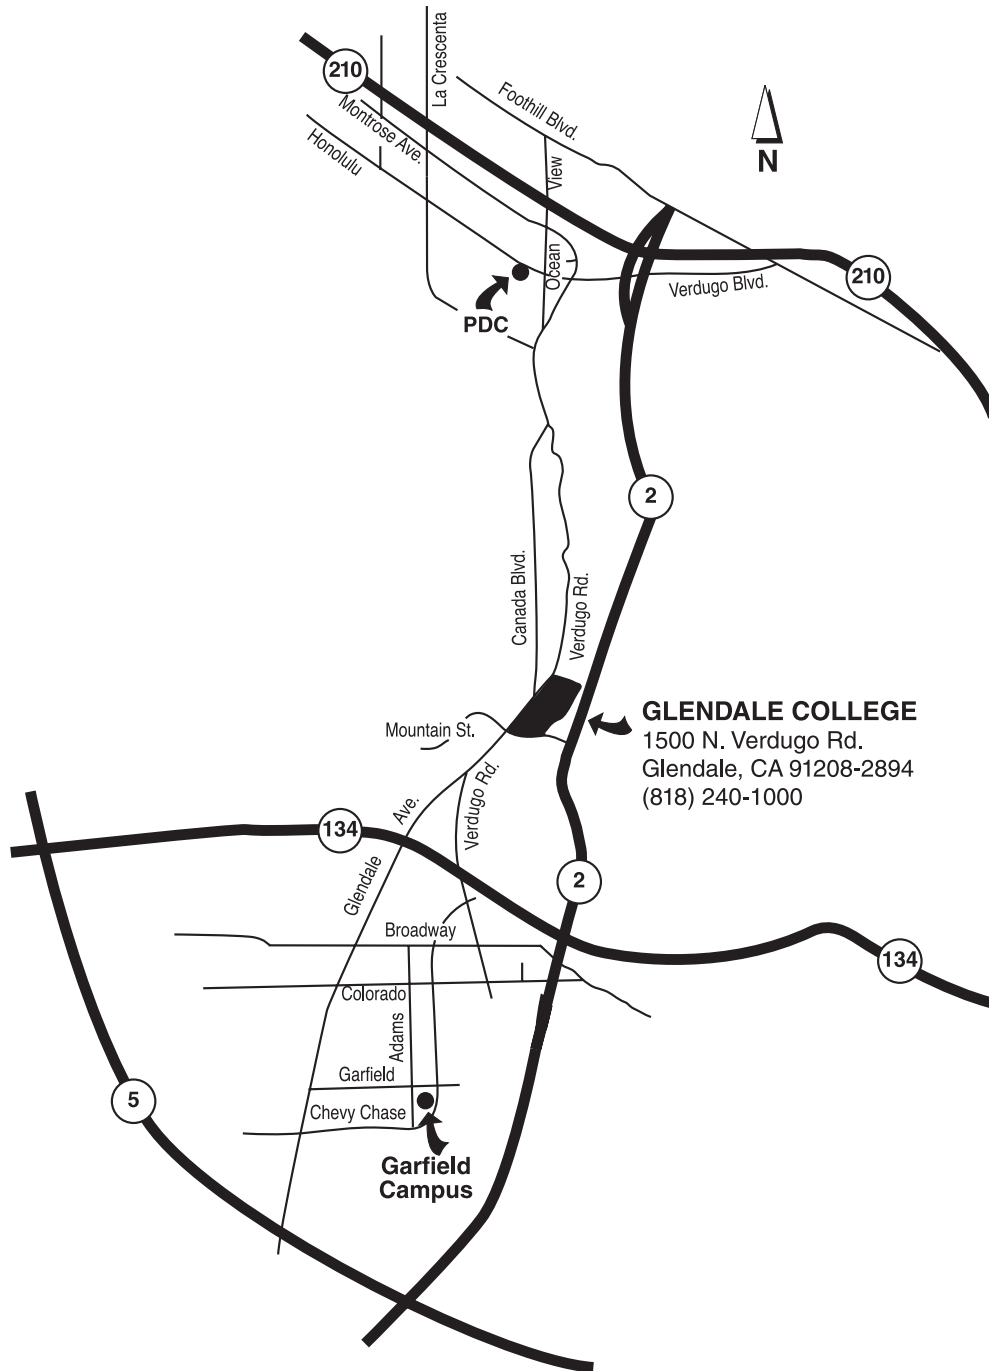 210
La Crescenta
Foothill Blvd.
Montrose Ave.
Honolulu
View
Ocean
N
Verdugo Blvd.
210
PDC
2
Canada Blvd.
Verdugo Rd.
Mountain St.
GLENDALE COLLEGE
1500 N. Verdugo Rd.
Glendale, CA 91208-2894
(818) 240-1000
Verdugo Rd.
Ave.
Glendale
134
2
Broadway
134
Colorado
Adams
Garfield
Chevy Chase
5
Garfield
Campus